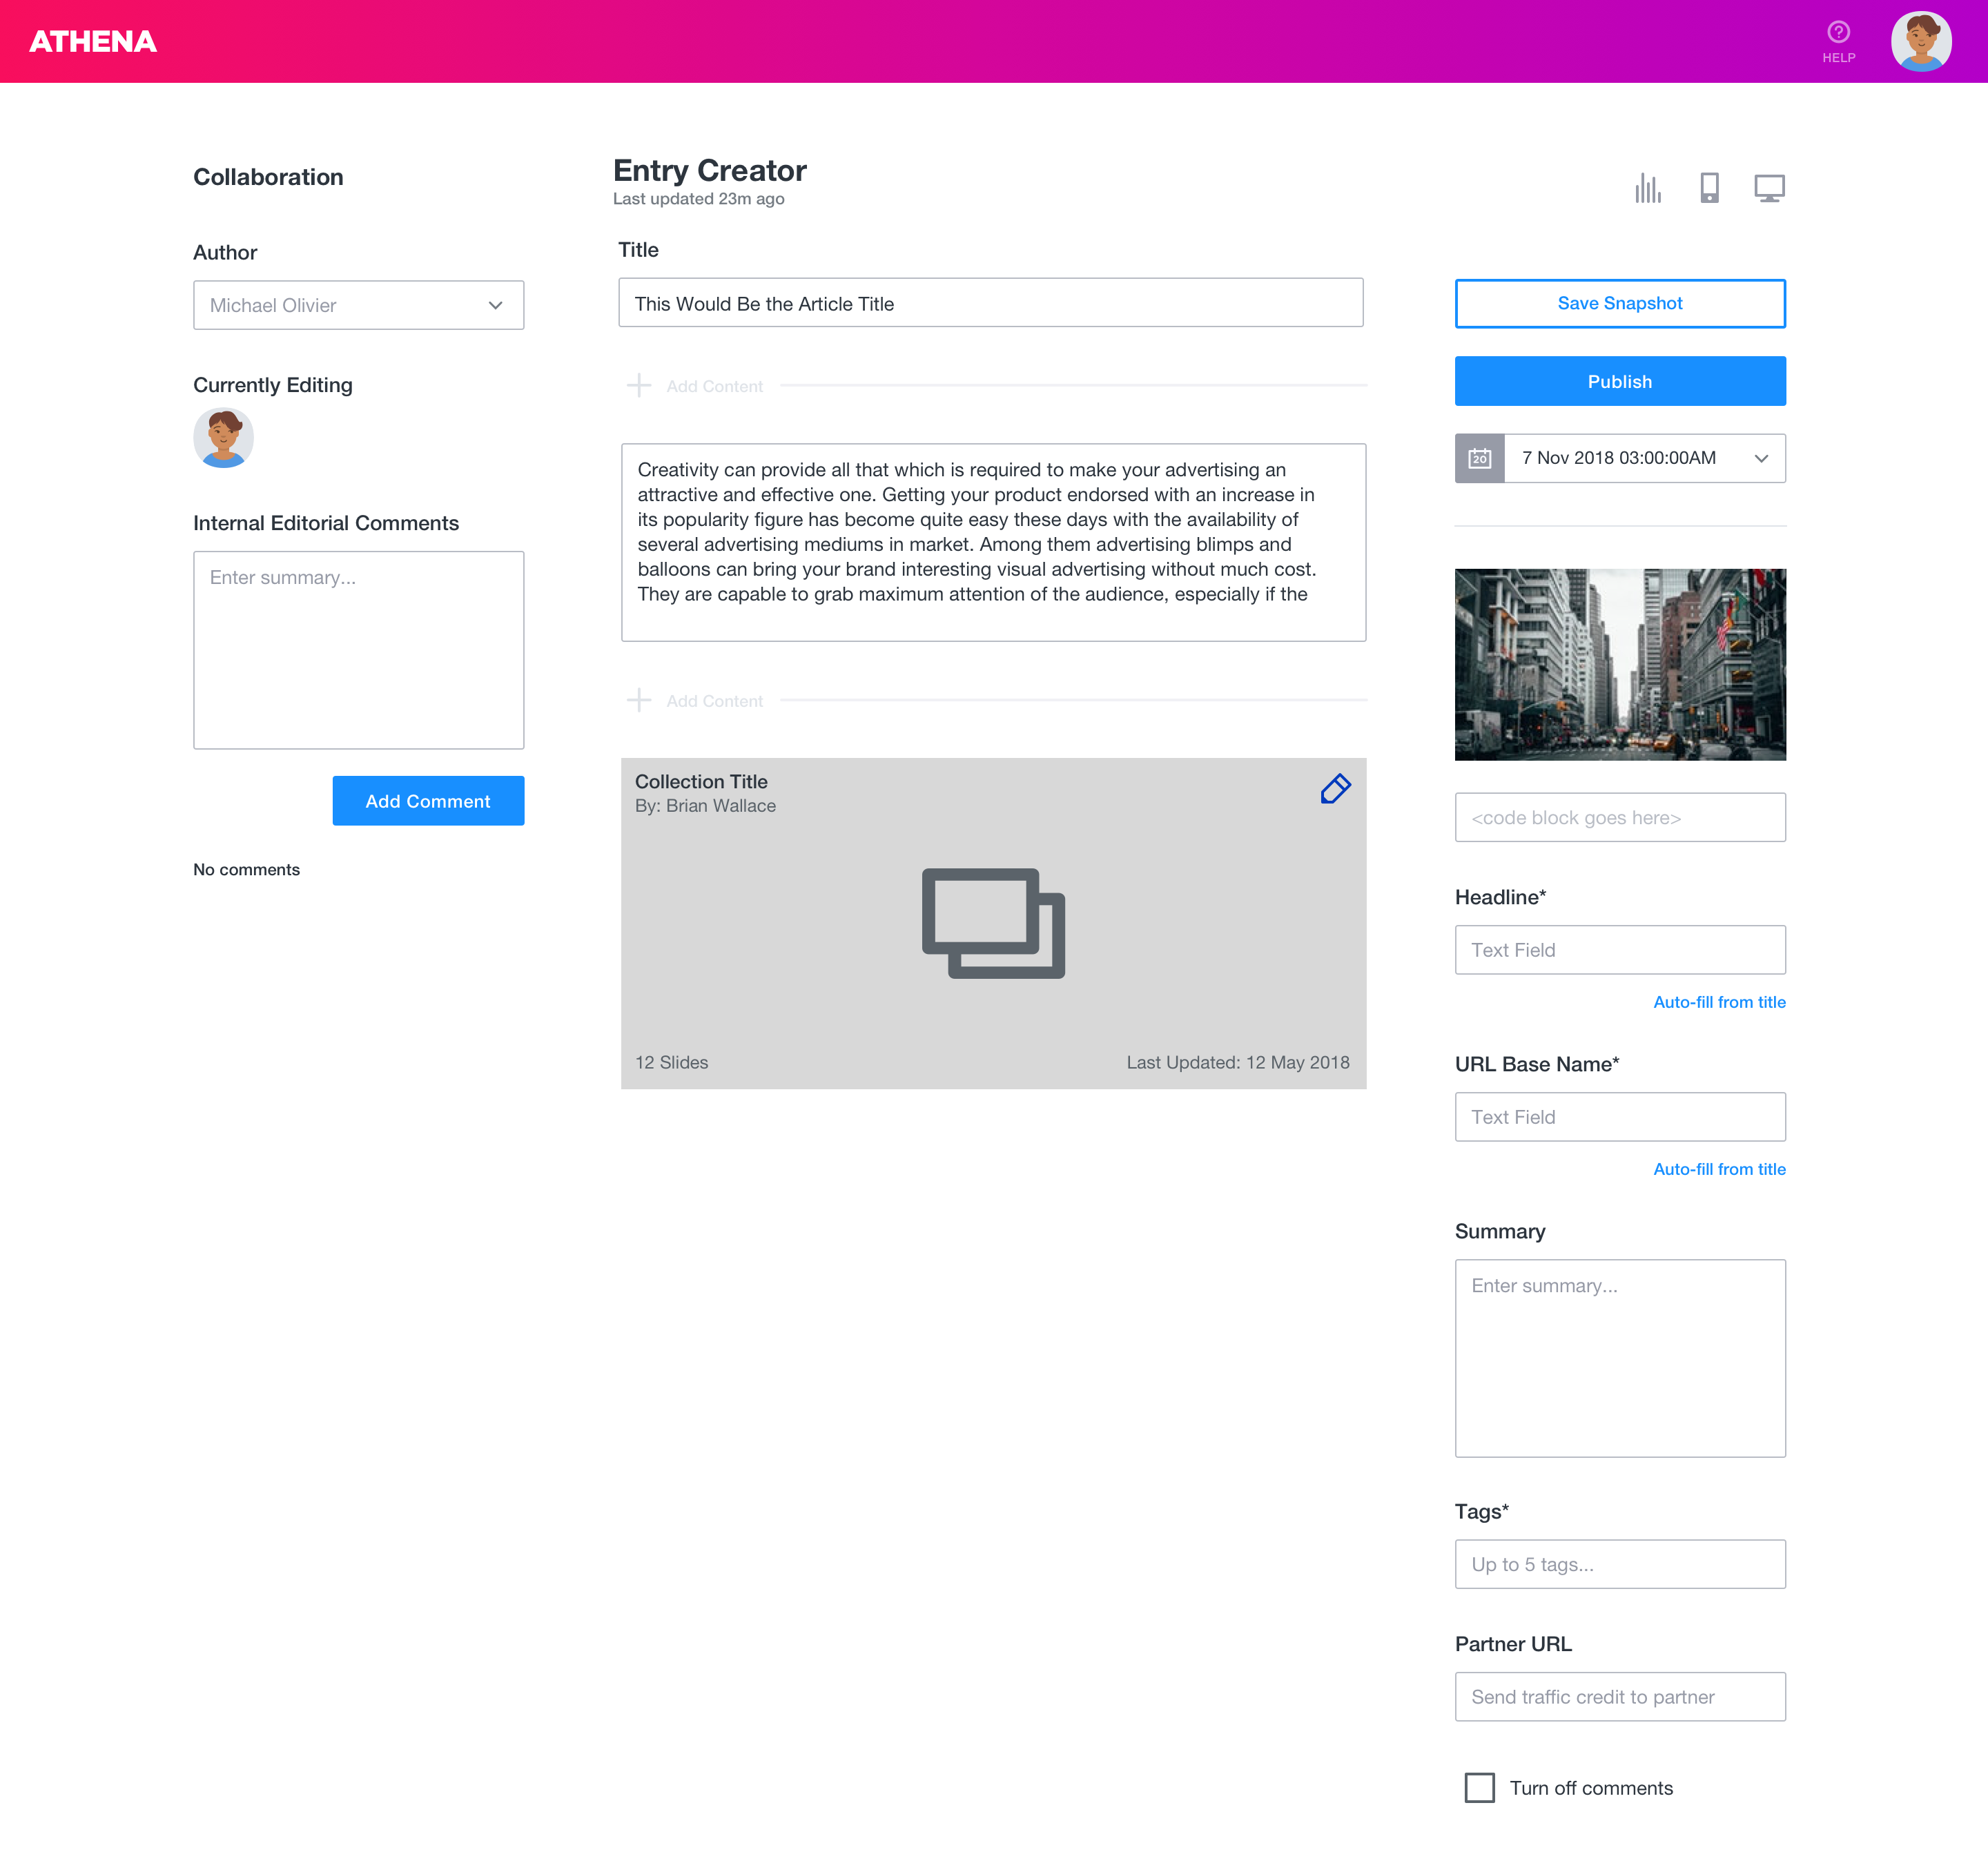 ATHENA
HELP
Collaboration
Author
Michael Olivier
Currently Editing
Internal Editorial Comments
Enter summary...
Add Comment
No comments
Entry Creator
Last updated 23m ago
Title
This Would Be the Article Title
Add Content
Creativity can provide all that which is required to make your advertising an
attractive and effective one. Getting your product endorsed with an increase in
its popularity figure has become quite easy these days with the availability of
several advertising mediums in market. Among them advertising blimps and
balloons can bring your brand interesting visual advertising without much cost.
They are capable to grab maximum attention of the audience, especially if the
Add Content
Collection Title
By: Brian Wallace
12 Slides
Last Updated: 12 May 2018
Save Snapshot
Publish
20
7 Nov 2018 03:00:00AM
<code block goes here>
Headline*
Text Field
Auto-fill from title
URL Base Name*
Text Field
Auto-fill from title
Summary
Enter summary...
Tags*
Up to 5 tags...
Partner URL
Send traffic credit to partner
Turn off comments